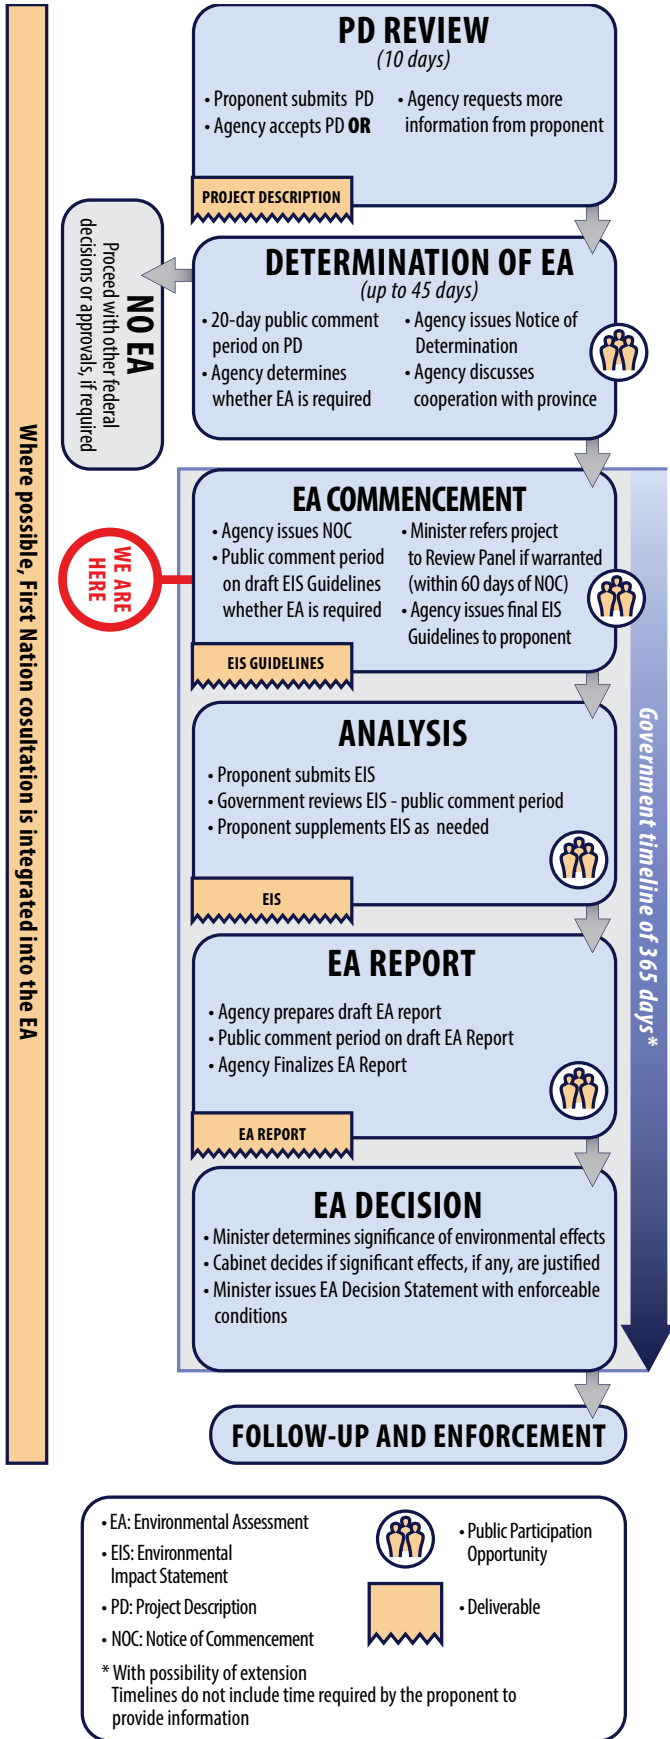 PD REVIEW
(10 days)
• Proponent submits PD
• Agency accepts PD OR
• Agency requests more
information from proponent
PROJECT DESCRIPTION
DETERMINATION OF EA
(up to 45 days)
• 20-day public comment
period on PD
• Agency determines
whether EA is required
• Agency issues Notice of
Determination
• Agency discusses
cooperation with province
NO EA
Proceed with other federal
decisions or approvals, if required
EA COMMENCEMENT
• Agency issues NOC
• Public comment period
on draft EIS Guidelines
whether EA is required
• Minister refers project
to Review Panel if warranted
(within 60 days of NOC)
• Agency issues final EIS
Guidelines to proponent
EIS GUIDELINES
WE ARE
HERE
ANALYSIS
• Proponent submits EIS
• Government reviews EIS - public comment period
• Proponent supplements EIS as needed
EIS
EA REPORT
• Agency prepares draft EA report
• Public comment period on draft EA Report
• Agency Finalizes EA Report
EA REPORT
EA DECISION
• Minister determines significance of environmental effects
• Cabinet decides if significant effects, if any, are justified
• Minister issues EA Decision Statement with enforceable
conditions
FOLLOW-UP AND ENFORCEMENT
Where possible, First Nation cosultation is integrated into the EA
Government timeline of 365 days*
• EA: Environmental Assessment
• EIS: Environmental
Impact Statement
• PD: Project Description
• NOC: Notice of Commencement
• Public Participation
Opportunity
• Deliverable
* With possibility of extension
Timelines do not include time required by the proponent to
provide information